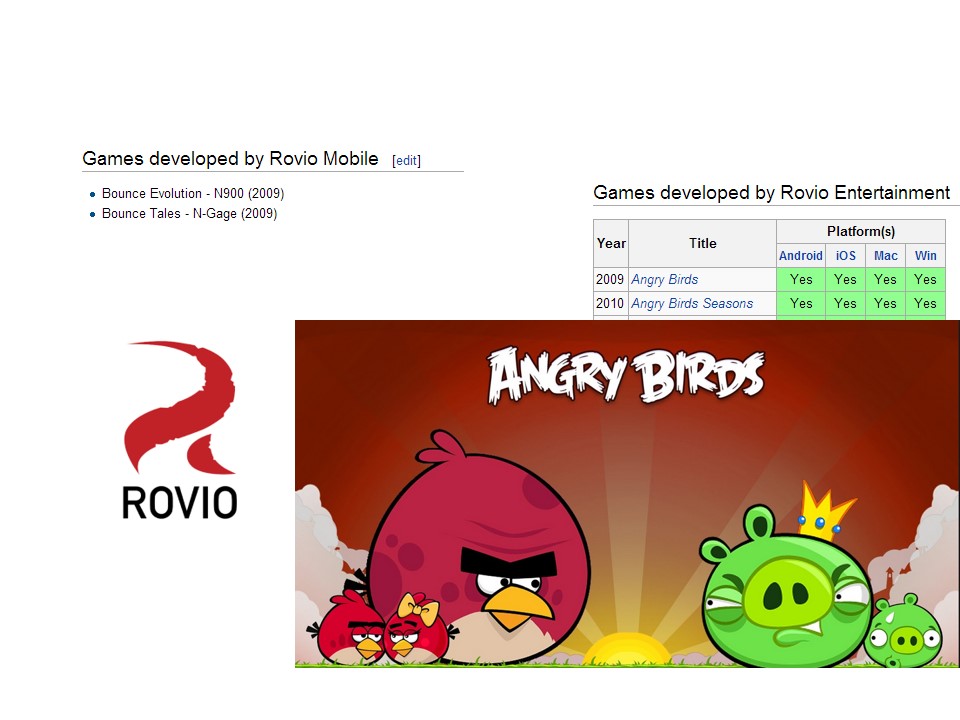 Games developed by Rovio Mobile [edit]
Bounce Evolution - N900 (2009)
Bounce Tales - N-Gage (2009)
Games developed by Rovio Entertainment
Year Title Platform(s)
Android iOS Mac Win
2009 Angry Birds Yes Yes Yes Yes
2010 Angry Birds Seasons Yes Yes Yes Yes
ROVIO
ANGRY BIRDS